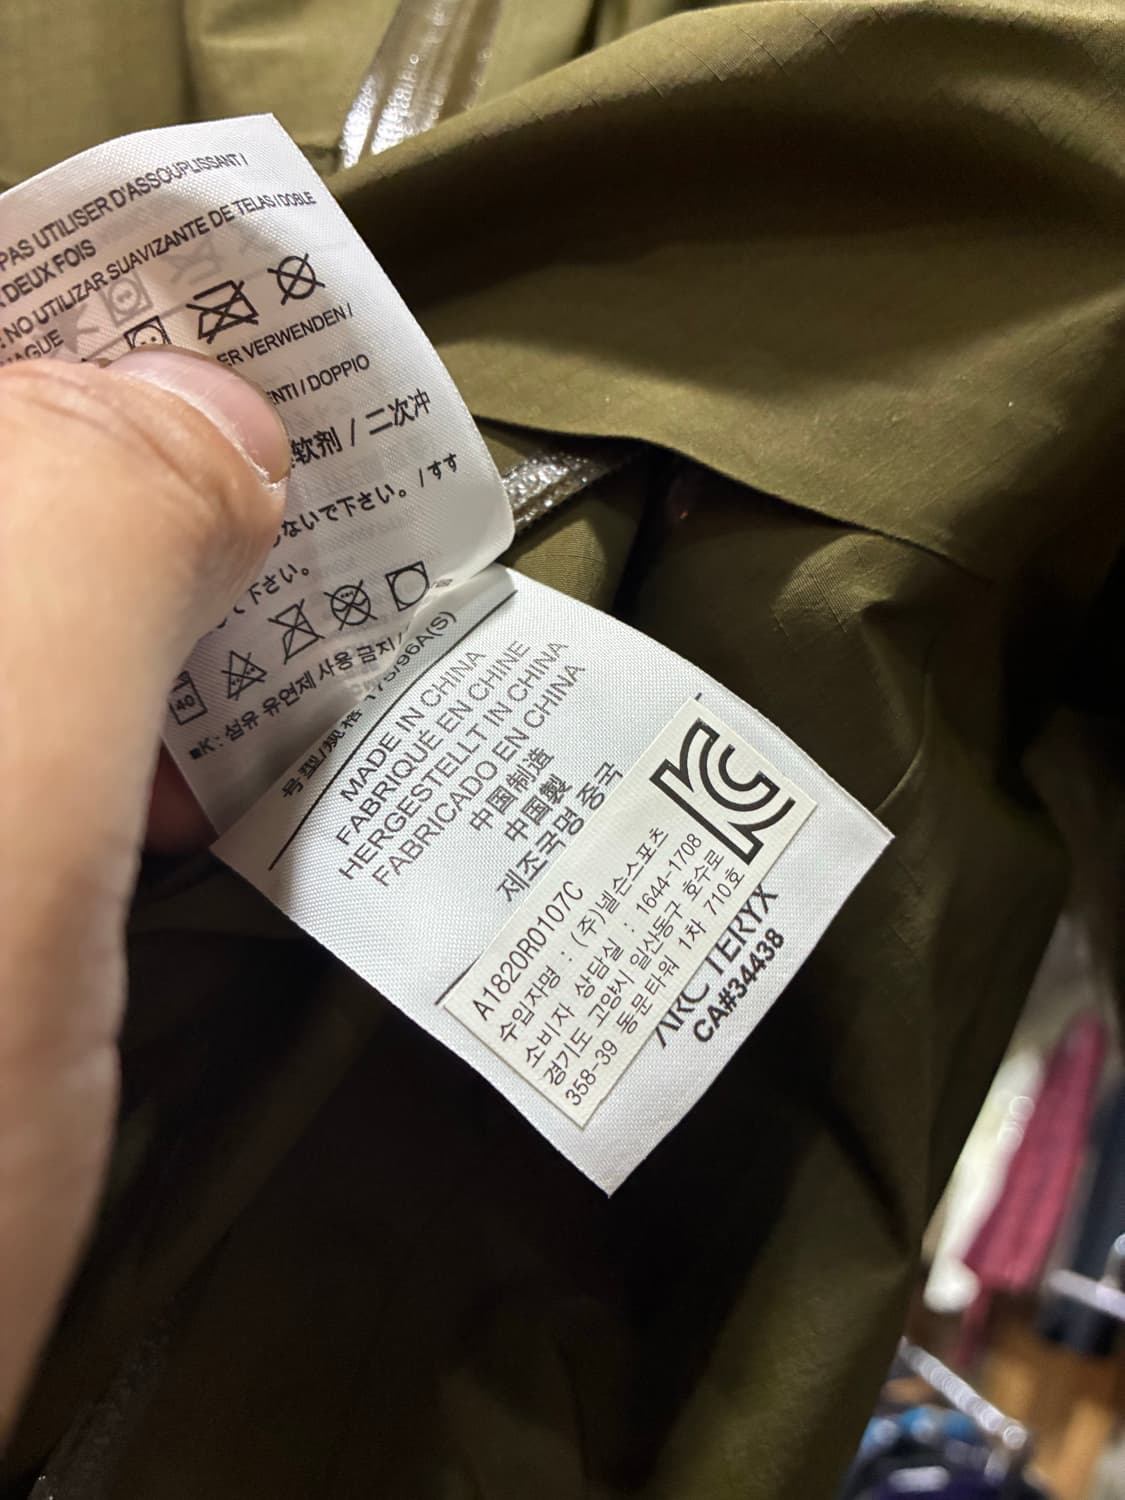 PAS UTILISER D'ASSOUPLISSANT /
DEUX FOIS
NO UTILIZAR SUAVIZANTE DE TELAS / DOBLE
VERWENDEN /
/ DOPPIO
软剂 / 二次冲
ないで下さい。/ すす
て下さい。
40
섬유 유연제 사용 금지 /
号型/规格 175/96A(S)
MADE IN CHINA
FABRIQUÉ EN CHINE
HERGESTELLT IN CHINA
FABRICADO EN CHINA
中国制造
中国製
제조국명 중국
A1820R0107C
수입자명 : (주)넬슨스포츠
소비자 상담실 : 1644-1708
경기도 고양시 일산동구 호수로
358-39 동문타워 1차 710호
ARC'TERYX
CA#34438